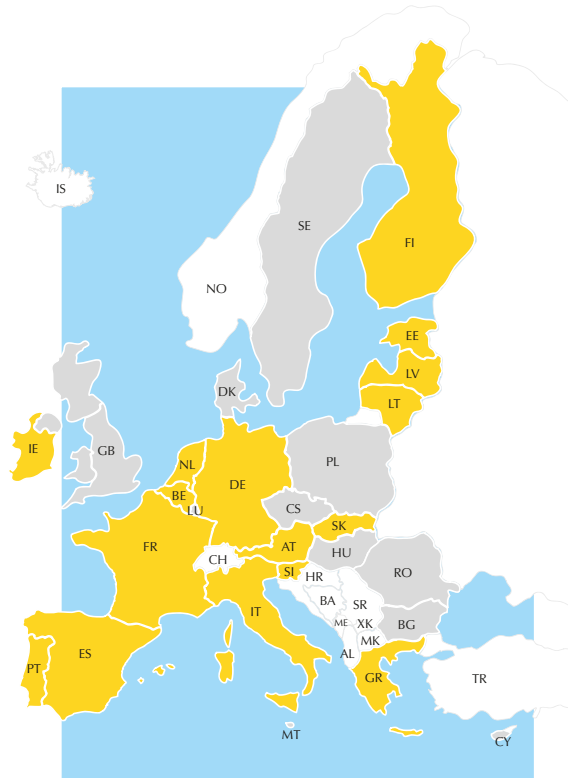 IS
SE
FI
NO
EE
LV
DK
LT
IE
GB
NL
PL
DE
BE
CS
LU
SK
FR
AT
HU
CH
SI
HR
RO
BA
SR
IT
ME
XK
BG
MK
ES
AL
PT
GR
TR
MT
CY